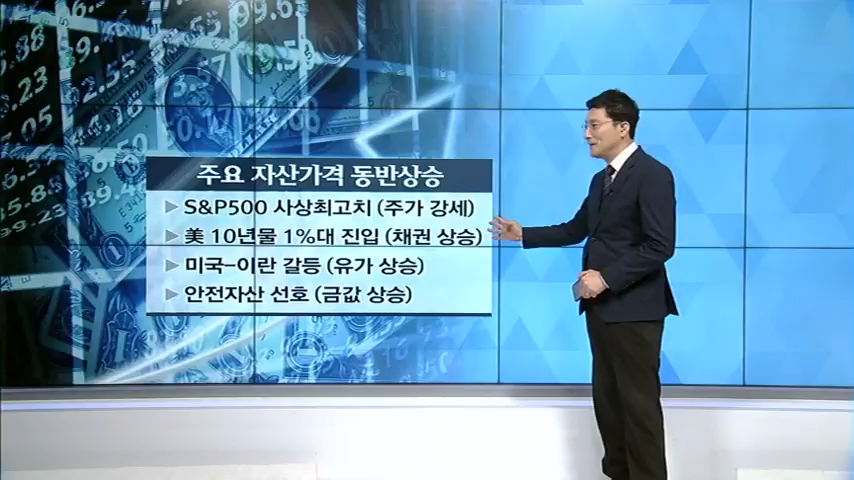 주요 자산가격 동반상승
▶ S&P500 사상최고치 (주가 강세)
▶ 美 10년물 1%대 진입 (채권 상승)
▶ 미국-이란 갈등 (유가 상승)
▶ 안전자산 선호 (금값 상승)